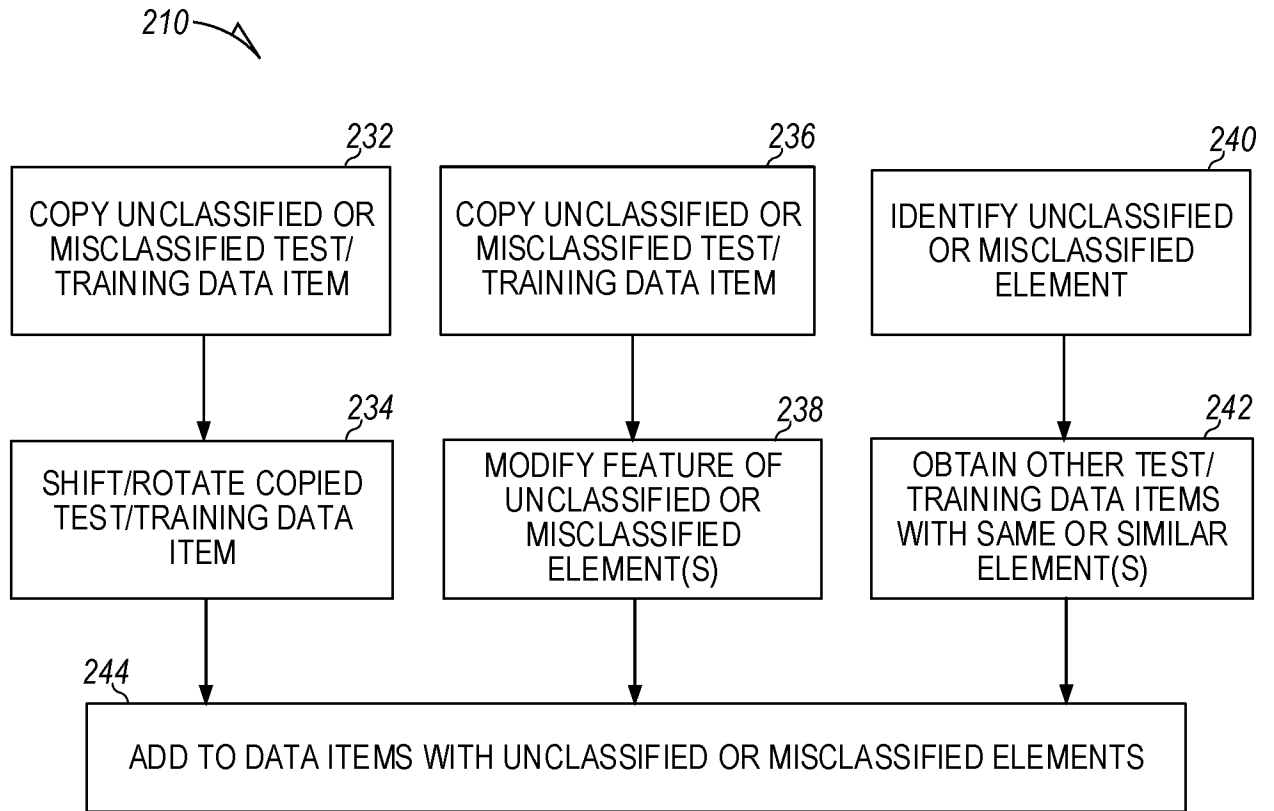 210
232
COPY UNCLASSIFIED OR
MISCLASSIFIED TEST/
TRAINING DATA ITEM
236
COPY UNCLASSIFIED OR
MISCLASSIFIED TEST/
TRAINING DATA ITEM
240
IDENTIFY UNCLASSIFIED
OR MISCLASSIFIED
ELEMENT
234
SHIFT/ROTATE COPIED
TEST/TRAINING DATA
ITEM
238
MODIFY FEATURE OF
UNCLASSIFIED OR
MISCLASSIFIED
ELEMENT(S)
242
OBTAIN OTHER TEST/
TRAINING DATA ITEMS
WITH SAME OR SIMILAR
ELEMENT(S)
244
ADD TO DATA ITEMS WITH UNCLASSIFIED OR MISCLASSIFIED ELEMENTS